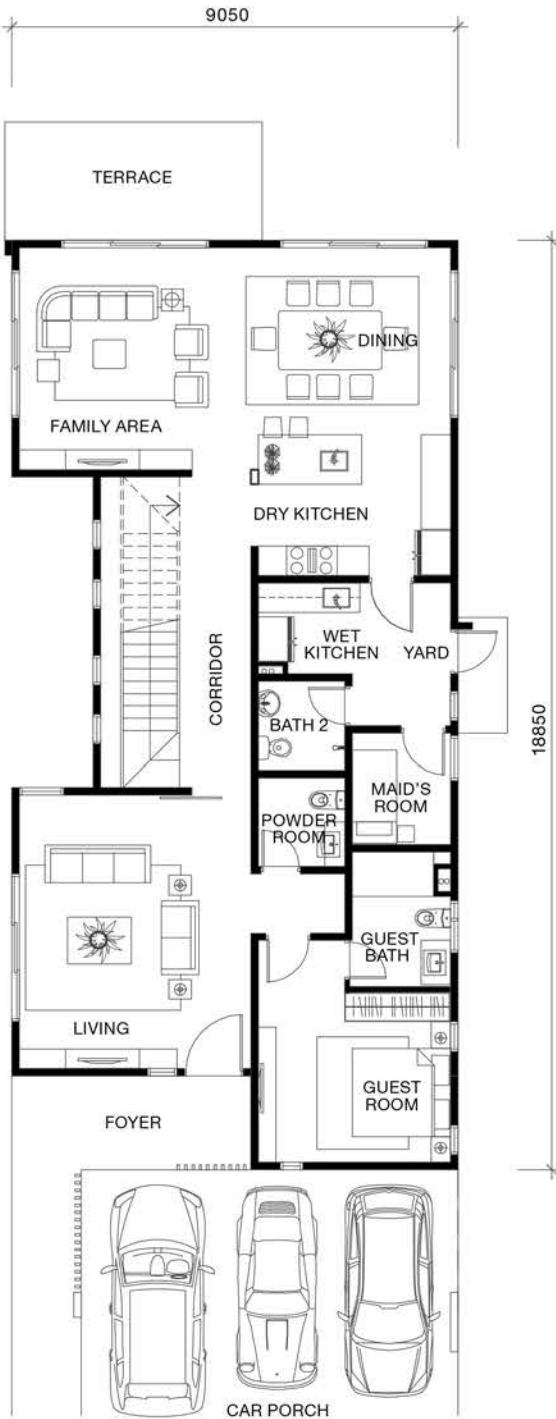 9050
TERRACE
DINING
FAMILY AREA
DRY KITCHEN
WET
KITCHEN
YARD
CORRIDOR
BATH 2
18850
MAID'S
ROOM
POWDER
ROOM
GUEST
BATH
LIVING
GUEST
ROOM
FOYER
CAR PORCH